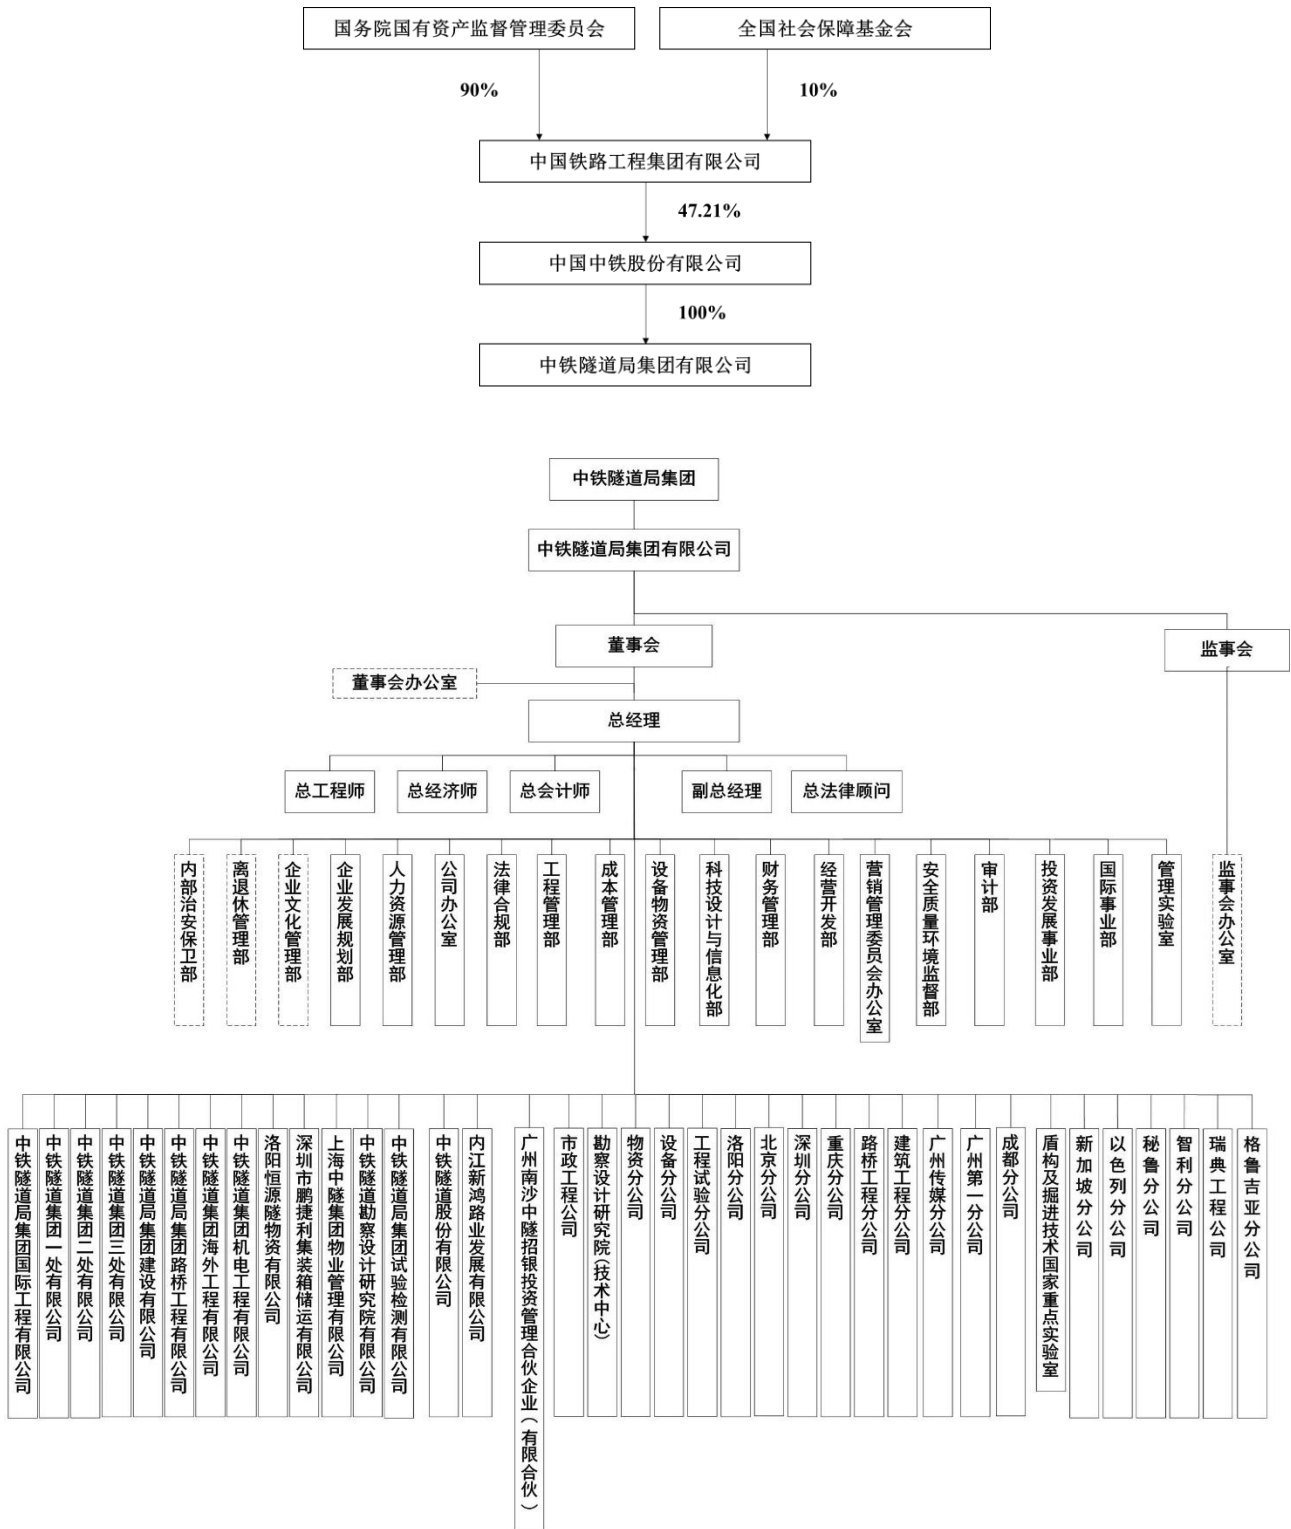 国务院国有资产监督管理委员会
全国社会保障基金会
90%
10%
中国铁路工程集团有限公司
47.21%
中国中铁股份有限公司
100%
中铁隧道局集团有限公司
中铁隧道局集团
中铁隧道局集团有限公司
董事会
监事会
董事会办公室
总经理
总工程师
总经济师
总会计师
副总经理
总法律顾问
内部治安保卫部
离退休管理部
企业文化管理部
企业发展规划部
人力资源管理部
公司办公室
法律合规部
工程管理部
成本管理部
设备物资管理部
科技设计与信息化部
财务管理部
经营开发部
营销管理委员会办公室
安全质量环境监督部
审计部
投资发展事业部
国际事业部
管理实验室
监事会办公室
中铁隧道局集团国际工程有限公司
中铁隧道集团一处有限公司
中铁隧道集团二处有限公司
中铁隧道集团三处有限公司
中铁隧道局集团建设有限公司
中铁隧道局集团路桥工程有限公司
中铁隧道集团海外工程有限公司
中铁隧道集团机电工程有限公司
洛阳恒源隧物资有限公司
深圳市鹏捷利集装箱储运有限公司
上海中隧集团物业管理有限公司
中铁隧道勘察设计研究院有限公司
中铁隧道局集团试验检测有限公司
中铁隧道股份有限公司
内江新鸿路业发展有限公司
广州南沙中隧招银投资管理合伙企业（有限合伙）
市政工程公司
勘察设计研究院(技术中心)
物资分公司
设备分公司
工程试验分公司
洛阳分公司
北京分公司
深圳分公司
重庆分公司
路桥工程分公司
建筑工程分公司
广州传媒分公司
广州第一分公司
成都分公司
盾构及掘进技术国家重点实验室
新加坡分公司
以色列分公司
秘鲁分公司
智利分公司
瑞典工程公司
格鲁吉亚分公司